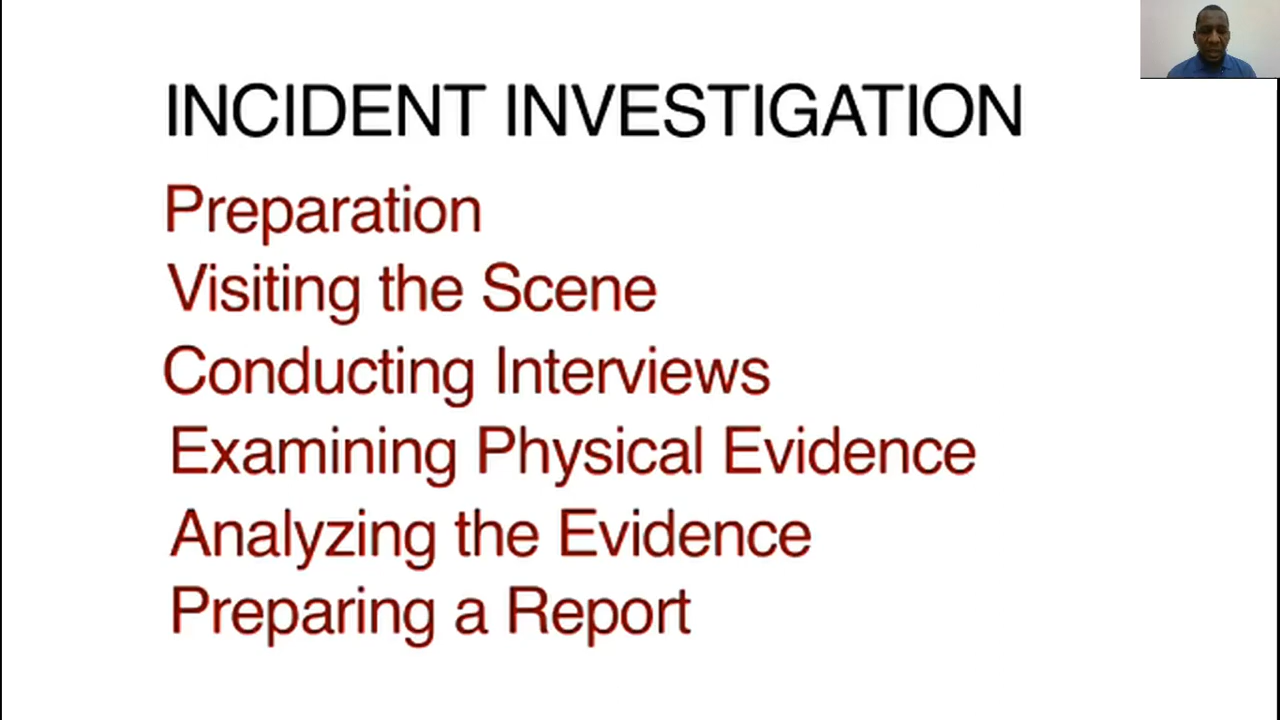 INCIDENT INVESTIGATION
Preparation
Visiting the Scene
Conducting Interviews
Examining Physical Evidence
Analyzing the Evidence
Preparing a Report